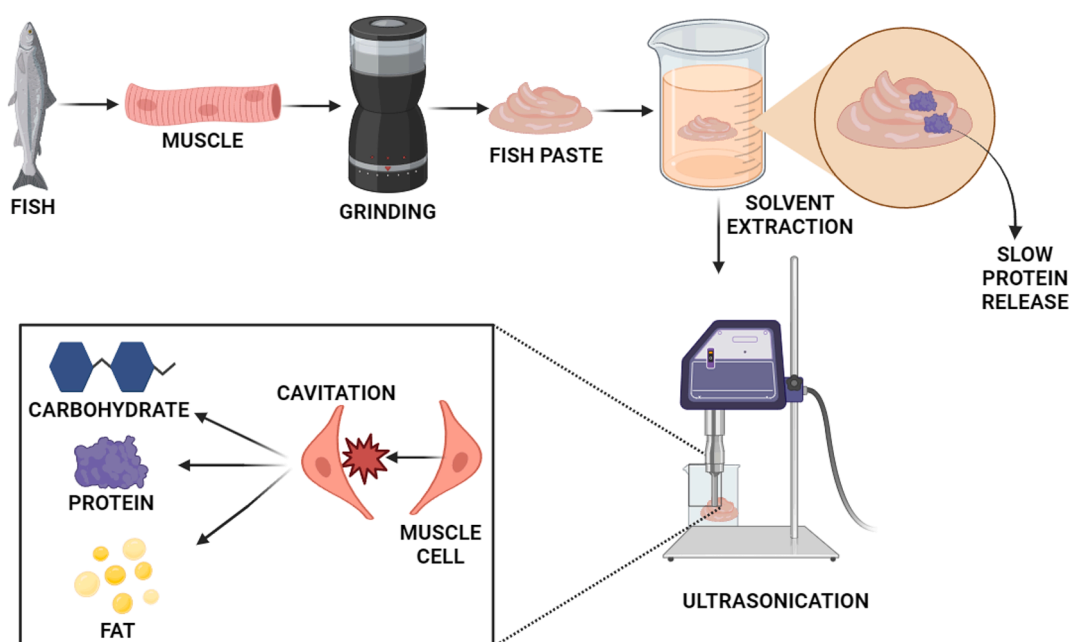 FISH
MUSCLE
GRINDING
FISH PASTE
SOLVENT
EXTRACTION
SLOW
PROTEIN
RELEASE
CARBOHYDRATE
PROTEIN
FAT
CAVITATION
MUSCLE
CELL
ULTRASONICATION